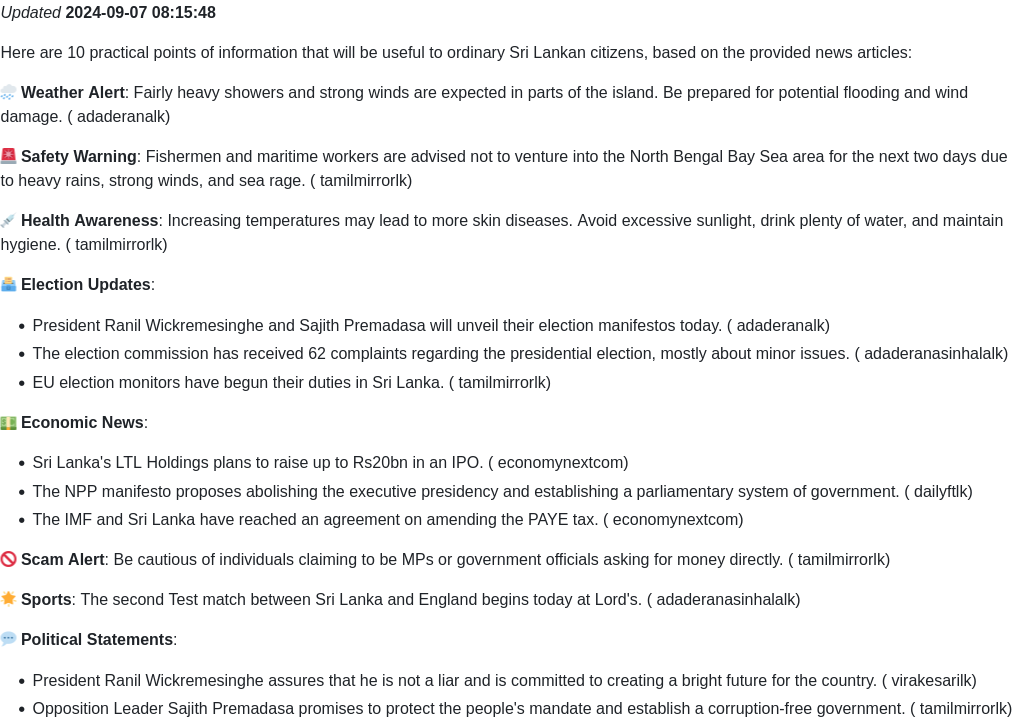 Updated 2024-09-07 08:15:48
Here are 10 practical points of information that will be useful to ordinary Sri Lankan citizens, based on the provided news articles:
Weather Alert: Fairly heavy showers and strong winds are expected in parts of the island. Be prepared for potential flooding and wind
damage. ( adaderanalk)
Safety Warning: Fishermen and maritime workers are advised not to venture into the North Bengal Bay Sea area for the next two days due
to heavy rains, strong winds, and sea rage. ( tamilmirrorlk)
Health Awareness: Increasing temperatures may lead to more skin diseases. Avoid excessive sunlight, drink plenty of water, and maintain
hygiene. ( tamilmirrorlk)
Election Updates:
• President Ranil Wickremesinghe and Sajith Premadasa will unveil their election manifestos today. ( adaderanalk)
• The election commission has received 62 complaints regarding the presidential election, mostly about minor issues. ( adaderanasinhalalk)
• EU election monitors have begun their duties in Sri Lanka. ( tamilmirrorlk)
Economic News:
• Sri Lanka's LTL Holdings plans to raise up to Rs20bn in an IPO. ( economynextcom)
• The NPP manifesto proposes abolishing the executive presidency and establishing a parliamentary system of government. ( dailyftlk)
• The IMF and Sri Lanka have reached an agreement on amending the PAYE tax. ( economynextcom)
Scam Alert: Be cautious of individuals claiming to be MPs or government officials asking for money directly. ( tamilmirrorlk)
Sports: The second Test match between Sri Lanka and England begins today at Lord's. ( adaderanasinhalalk)
Political Statements:
• President Ranil Wickremesinghe assures that he is not a liar and is committed to creating a bright future for the country. ( virakesarilk)
• Opposition Leader Sajith Premadasa promises to protect the people's mandate and establish a corruption-free government. ( tamilmirrorlk)